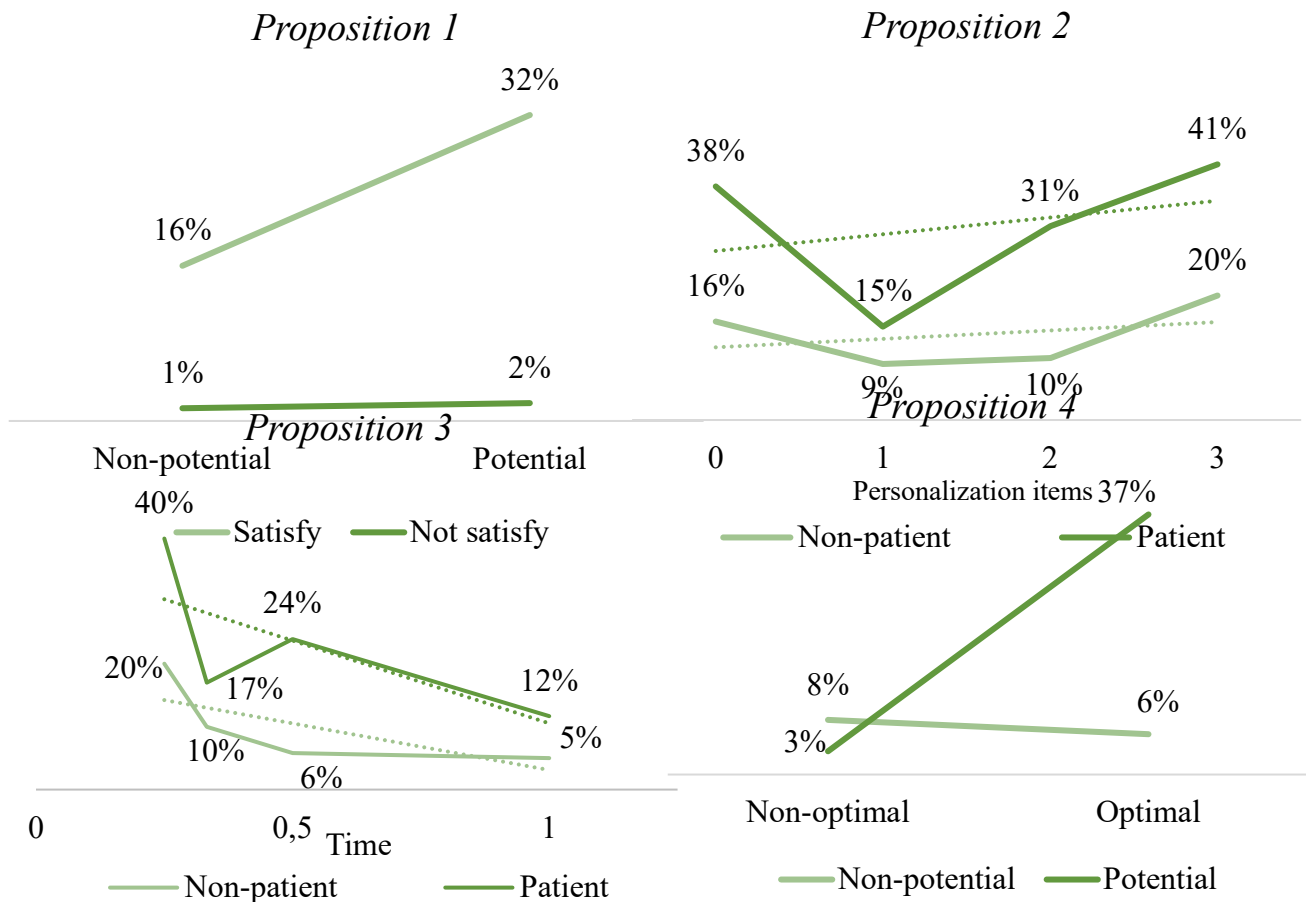 Proposition 1
32%
16%
1%
2%
Non-potential Potential
Satisfy Not satisfy
Proposition 2
38%
41%
31%
15%
16%
20%
9%
10%
0 1 2 3
Personalization items
Non-patient Patient
Proposition 3
40%
24%
20%
17%
12%
10%
5%
6%
0 0,5 1
Time
Non-patient Patient
Proposition 4
37%
8%
6%
3%
Non-optimal Optimal
Non-potential Potential